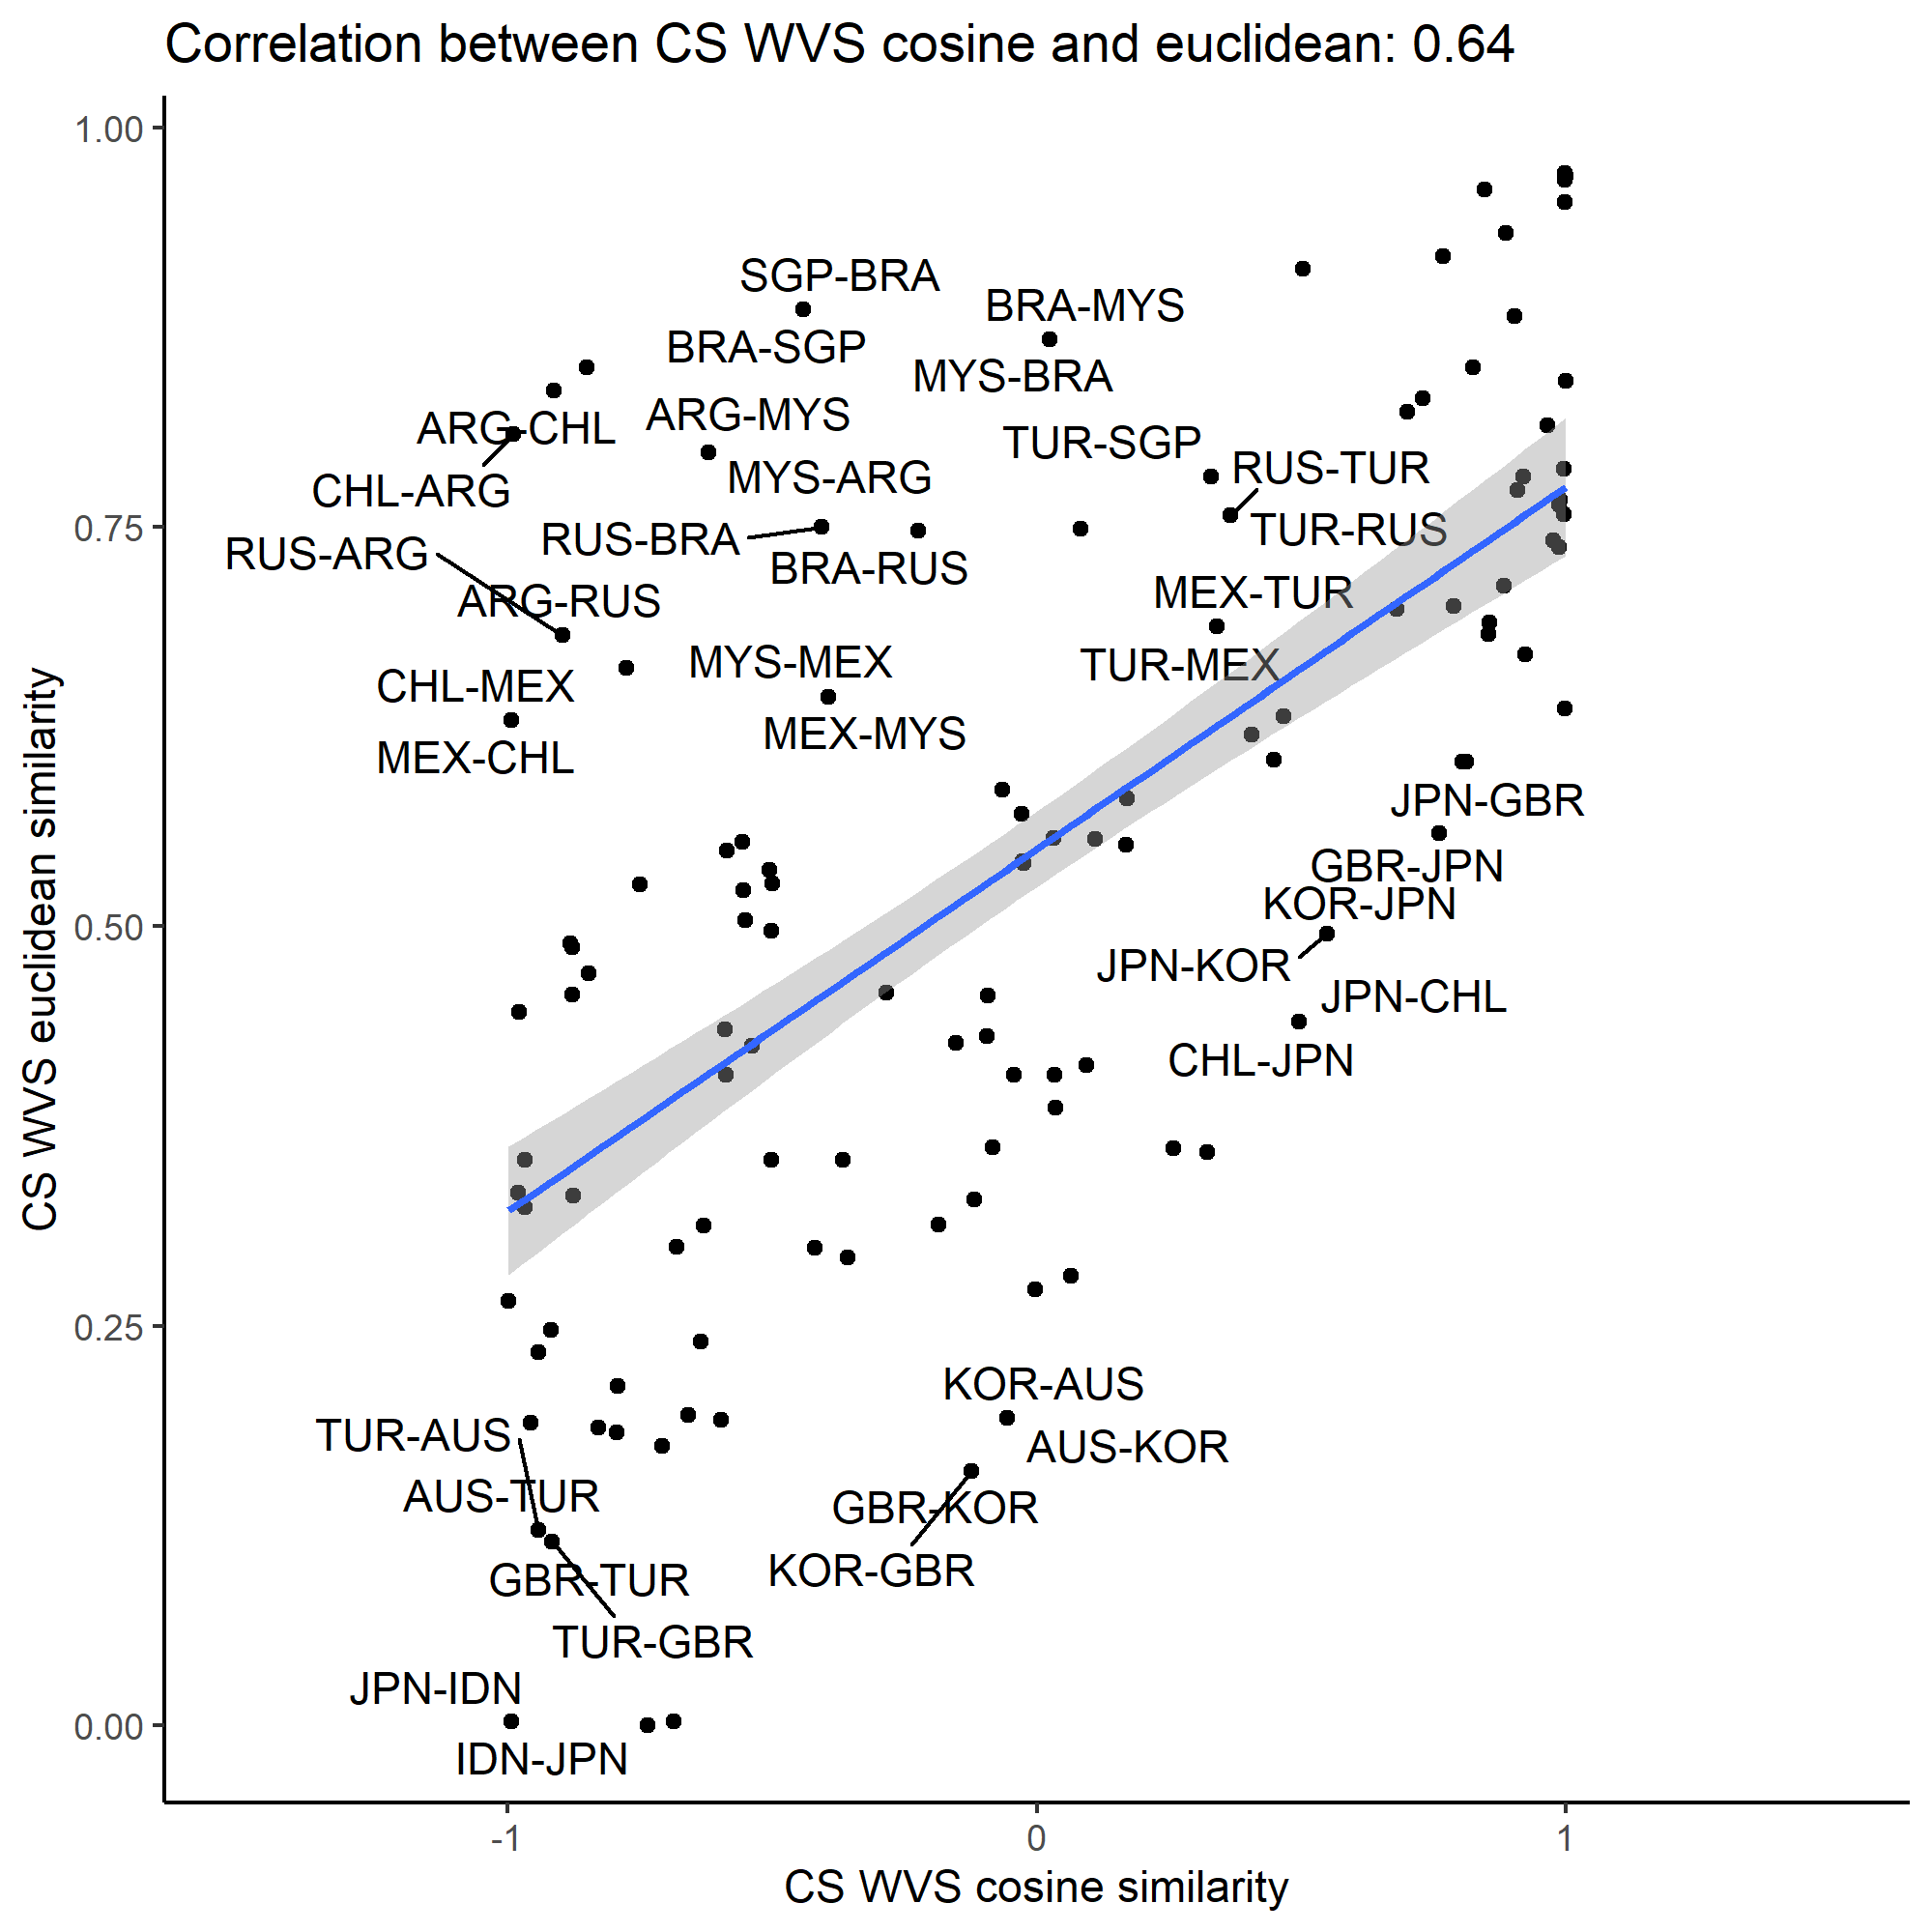 Correlation between CS WVS cosine and euclidean: 0.64
1.00
SGP-BRA
BRA-MYS
BRA-SGP
MYS-BRA
ARG-MYS
ARG-CHL
TUR-SGP
RUS-TUR
MYS-ARG
CHL-ARG
0.75
TUR-RUS
RUS-BRA
RUS-ARG
BRA-RUS
MEX-TUR
ARG-RUS
MYS-MEX
TUR-MEX
CHL-MEX
MEX-MYS
MEX-CHL
JPN-GBR
GBR-JPN
KOR-JPN
0.50
JPN-KOR
JPN-CHL
CHL-JPN
CS WVS euclidean similarity
0.25
KOR-AUS
TUR-AUS
AUS-KOR
AUS-TUR
GBR-KOR
KOR-GBR
GBR-TUR
TUR-GBR
JPN-IDN
0.00
IDN-JPN
-1
0
1
CS WVS cosine similarity